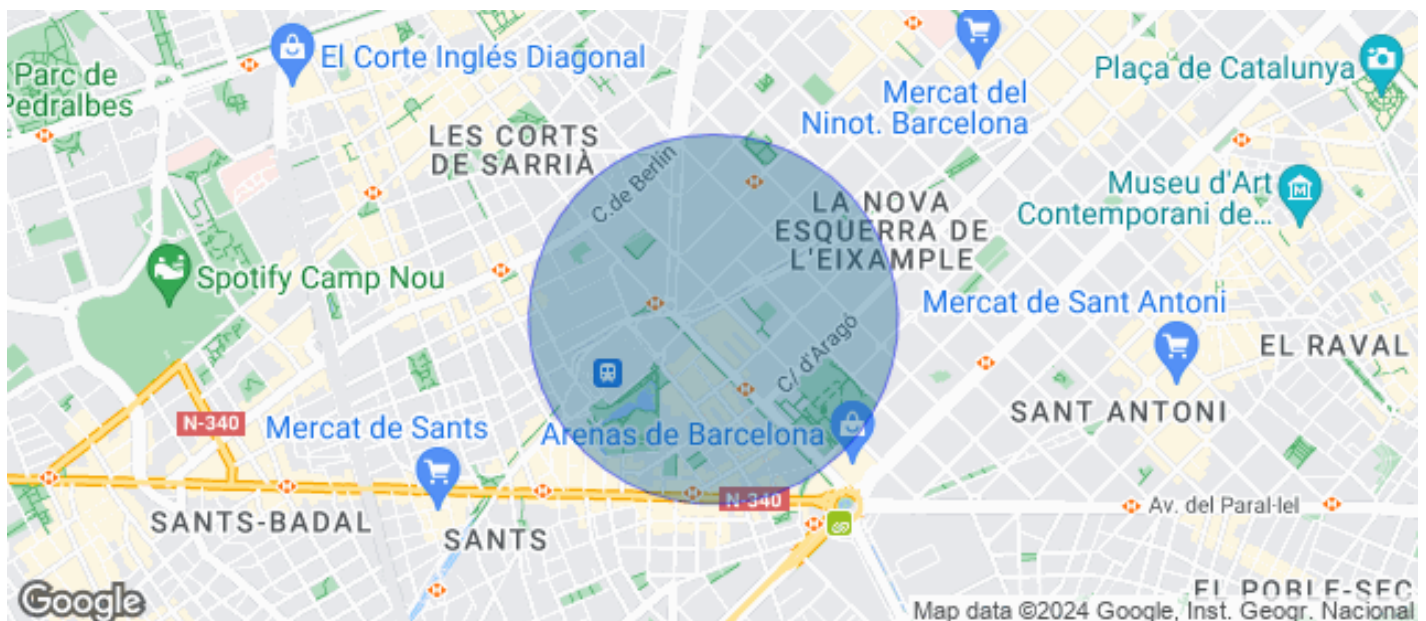 El Corte Inglés Diagonal
Parc de
Pedralbes
Plaça de Catalunya
Mercat del
Ninot. Barcelona
LES CORTS
DE SARRIÀ
C. de Berlín
Museu d'Art
Contemporani de...
LA NOVA
ESQUERRA DE
L'EIXAMPLE
Spotify Camp Nou
Mercat de Sant Antoni
C/ d'Aragó
EL RAVAL
N-340
Mercat de Sants
Arenas de Barcelona
SANT ANTONI
N-340
Av. del Paral·lel
SANTS-BADAL
SANTS
EL POBLE-SEC
Google
Map data ©2024 Google, Inst. Geogr. Nacional